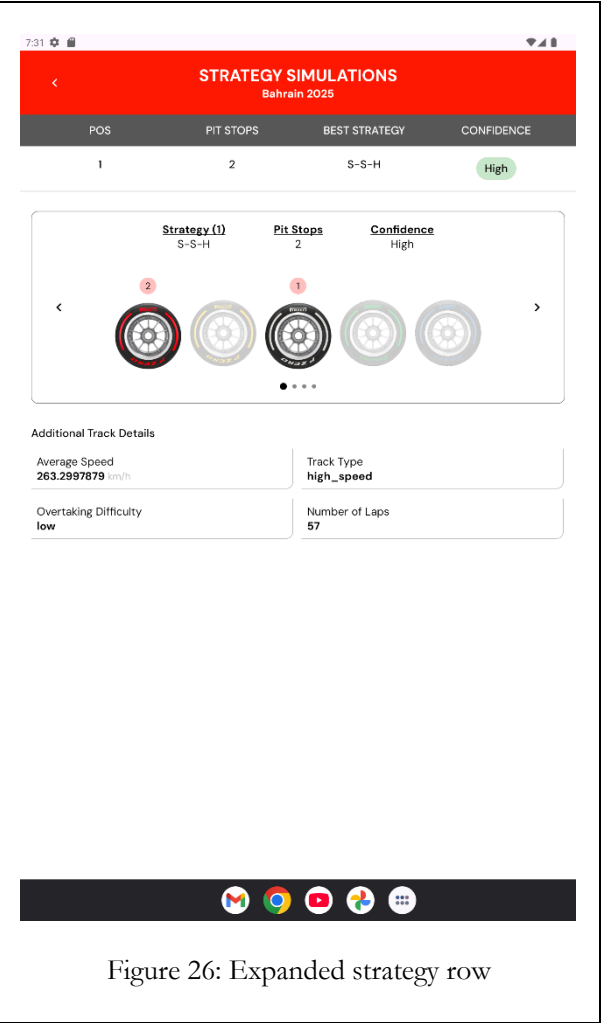 7:31
STRATEGY SIMULATIONS
Bahrain 2025
POS PIT STOPS BEST STRATEGY CONFIDENCE
1 2 S-S-H High
Strategy (1) Pit Stops Confidence
S-S-H 2 High
2 1
Additional Track Details
Average Speed Track Type
263.2997879 km/h high_speed
Overtaking Difficulty Number of Laps
low 57
Figure 26: Expanded strategy row